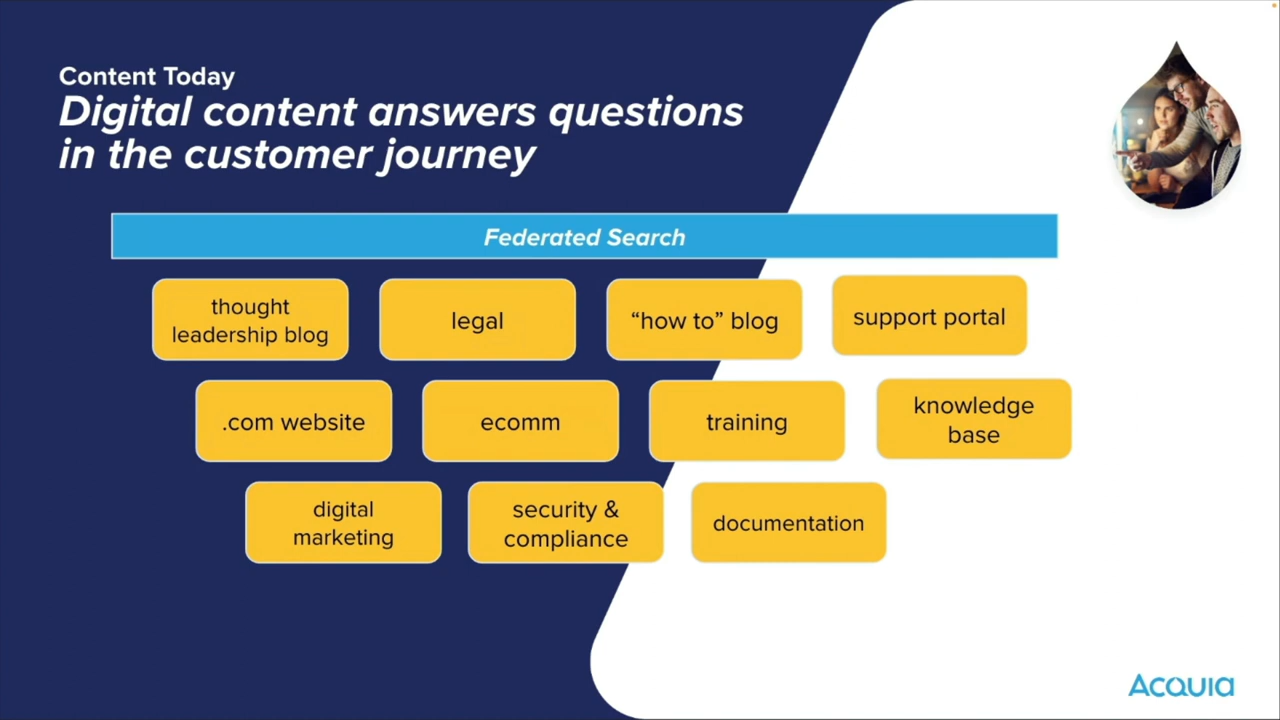 Content Today
Digital content answers questions
in the customer journey
Federated Search
thought
leadership blog
legal
“how to” blog
support portal
.com website
ecomm
training
knowledge
base
digital
marketing
security &
compliance
documentation
Acquia